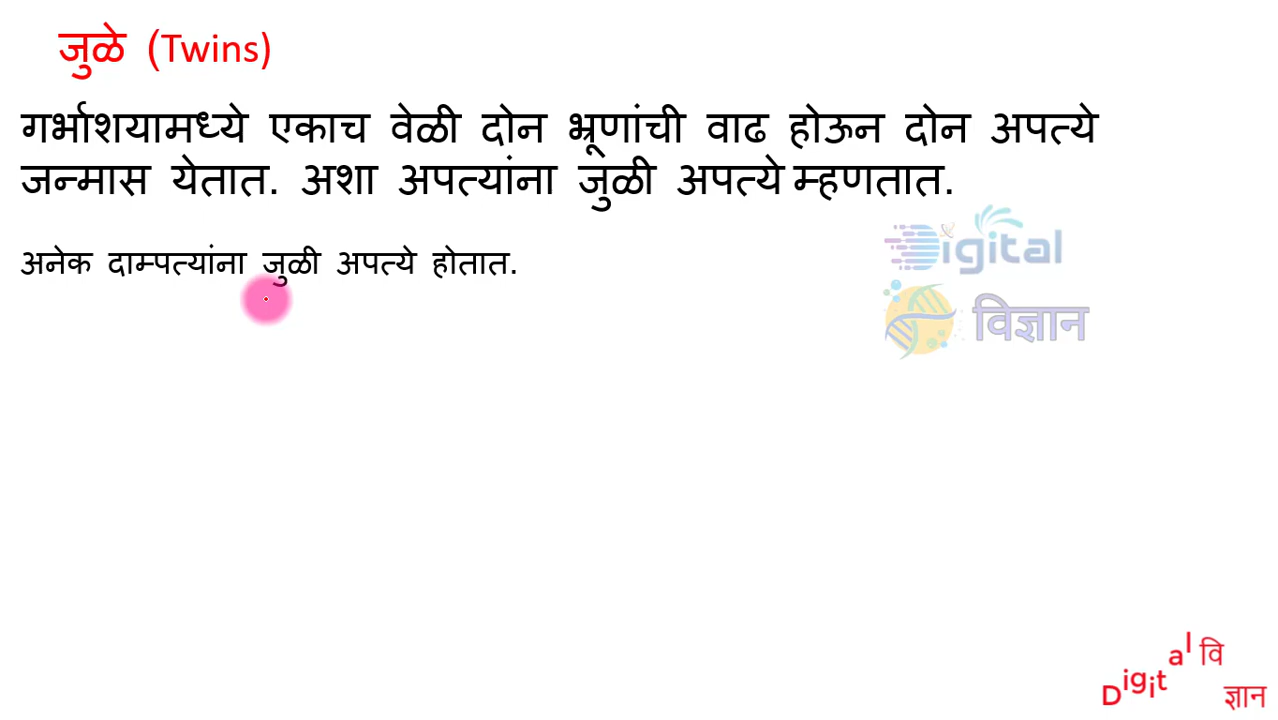 जुळे (Twins)
गर्भाशयामध्ये एकाच वेळी दोन भ्रूणांची वाढ होऊन दोन अपत्ये
जन्मास येतात. अशा अपत्यांना जुळी अपत्ये म्हणतात.
अनेक दाम्पत्यांना जुळी अपत्ये होतात.
Digital
विज्ञान
Digital वि
ज्ञान